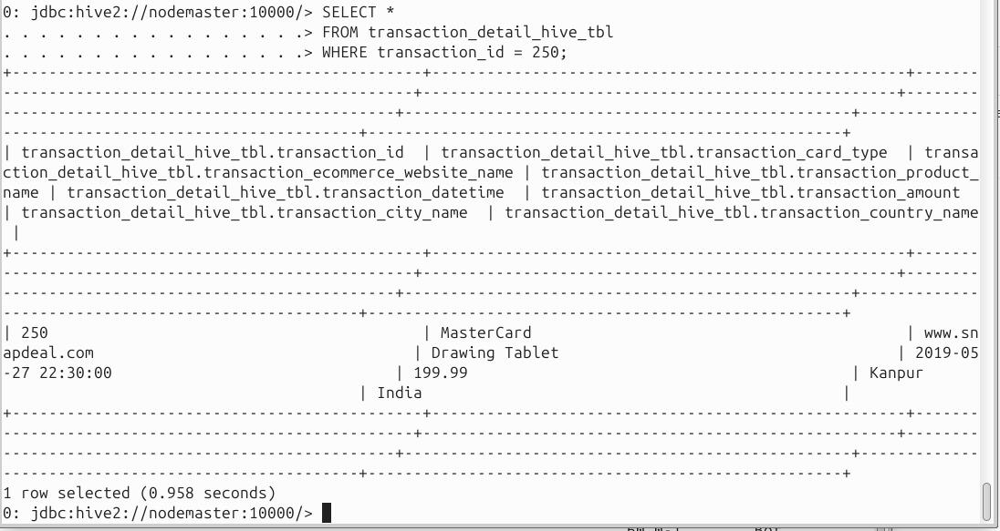 0: jdbc:hive2://nodemaster:10000/> SELECT *
. . . . . . . . . . . . . . . . .> FROM transaction_detail_hive_tbl
. . . . . . . . . . . . . . . . .> WHERE transaction_id = 250;
| transaction_detail_hive_tbl.transaction_id  | transaction_detail_hive_tbl.transaction_card_type  | transa
ction_detail_hive_tbl.transaction_ecommerce_website_name | transaction_detail_hive_tbl.transaction_product_
name | transaction_detail_hive_tbl.transaction_datetime  | transaction_detail_hive_tbl.transaction_amount
| transaction_detail_hive_tbl.transaction_city_name  | transaction_detail_hive_tbl.transaction_country_name
|
| 250 | MasterCard | www.sn
apdeal.com | Drawing Tablet | 2019-05
-27 22:30:00 | 199.99 | Kanpur
| India |
1 row selected (0.958 seconds)
0: jdbc:hive2://nodemaster:10000/>